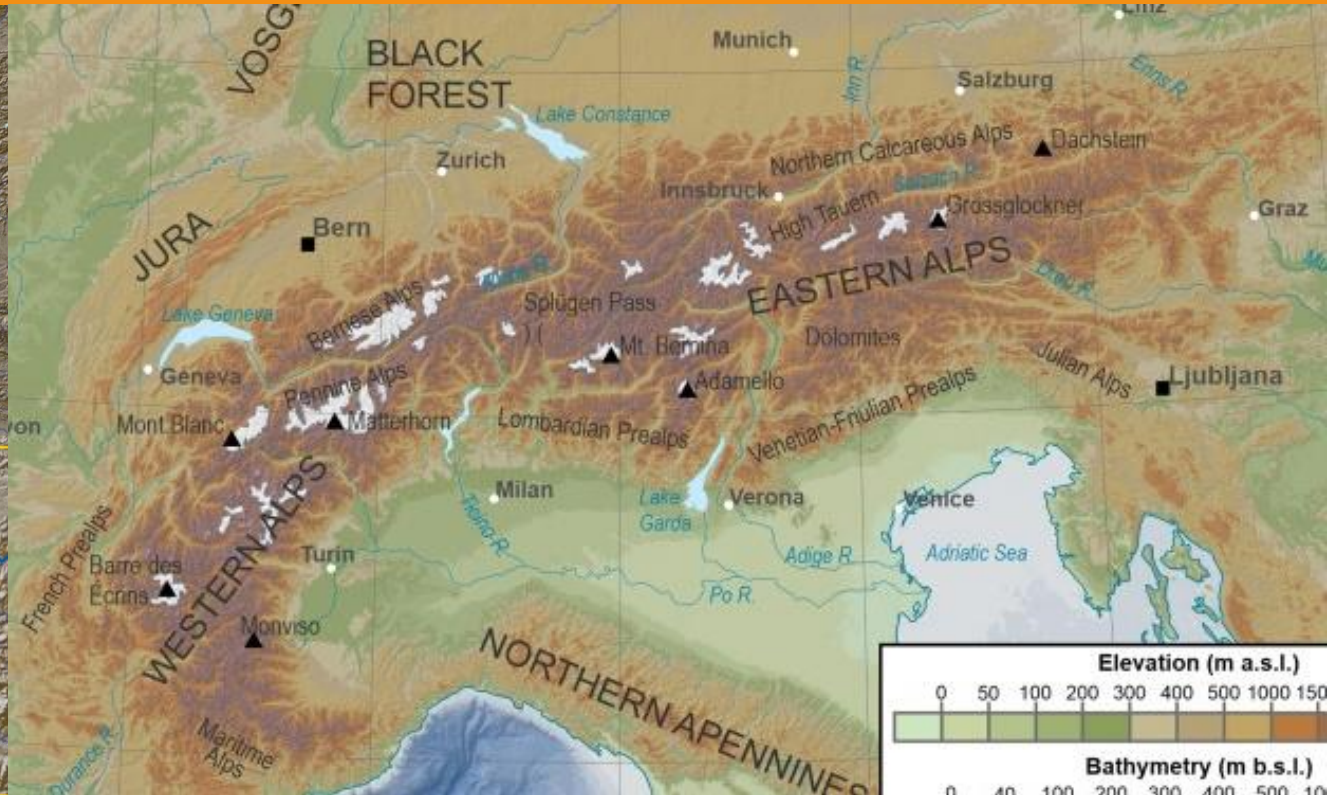 Linz
VOSG
BLACK
FOREST
Munich
Inn R.
Salzburg
Enns R.
Lake Constance
Zurich
Northern Calcareous Alps
Dachstein
Innsbruck
Salzach R.
High Tauern
Grossglockner
Graz
JURA
Bern
EASTERN ALPS
Drau R.
Mu
Lake Geneva
Bernese Alps
Splügen Pass
) (
Mt. Bernina
Dolomites
Geneva
Pennine Alps
Adamello
Julian Alps
Ljubljana
yon
Mont Blanc
Matterhorn
Lombardian Prealps
Venetian-Friulian Prealps
Milan
Lake
Garda
Verona
Venice
WESTERN ALPS
Ticino R.
French Prealps
Turin
Adige R.
Adriatic Sea
Barre des
Écrins
Po R.
Monviso
NORTHERN APENNINES
Maritime
Alps
Durance R.
Elevation (m a.s.l.)
0 50 100 200 300 400 500 1000 150
Bathymetry (m b.s.l.)
0 40 100 200 300 400 500 100